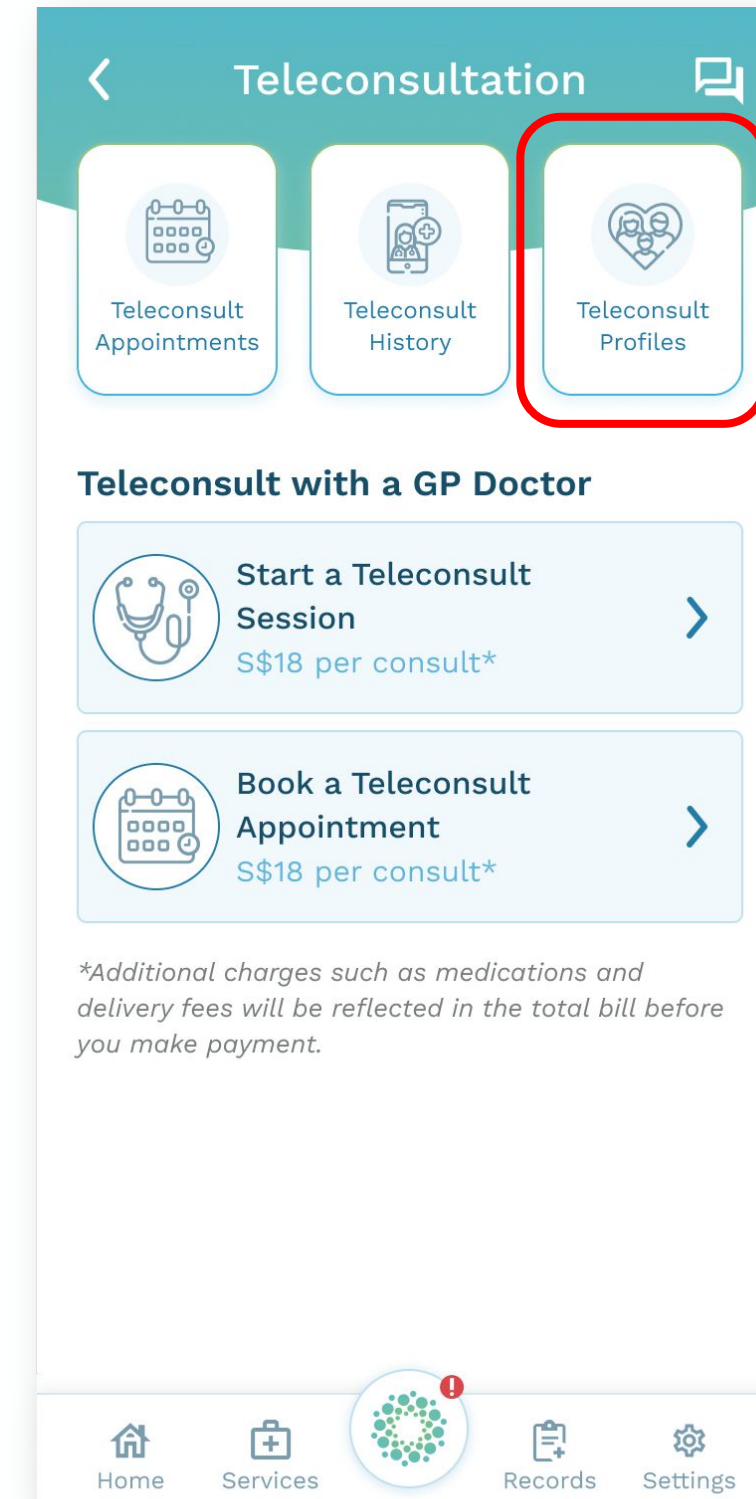 Teleconsultation
Teleconsult
Appointments
Teleconsult
History
Teleconsult
Profiles
Teleconsult with a GP Doctor
Start a Teleconsult
Session
S$18 per consult*
Book a Teleconsult
Appointment
S$18 per consult*
*Additional charges such as medications and
delivery fees will be reflected in the total bill before
you make payment.
Home
Services
Records
Settings